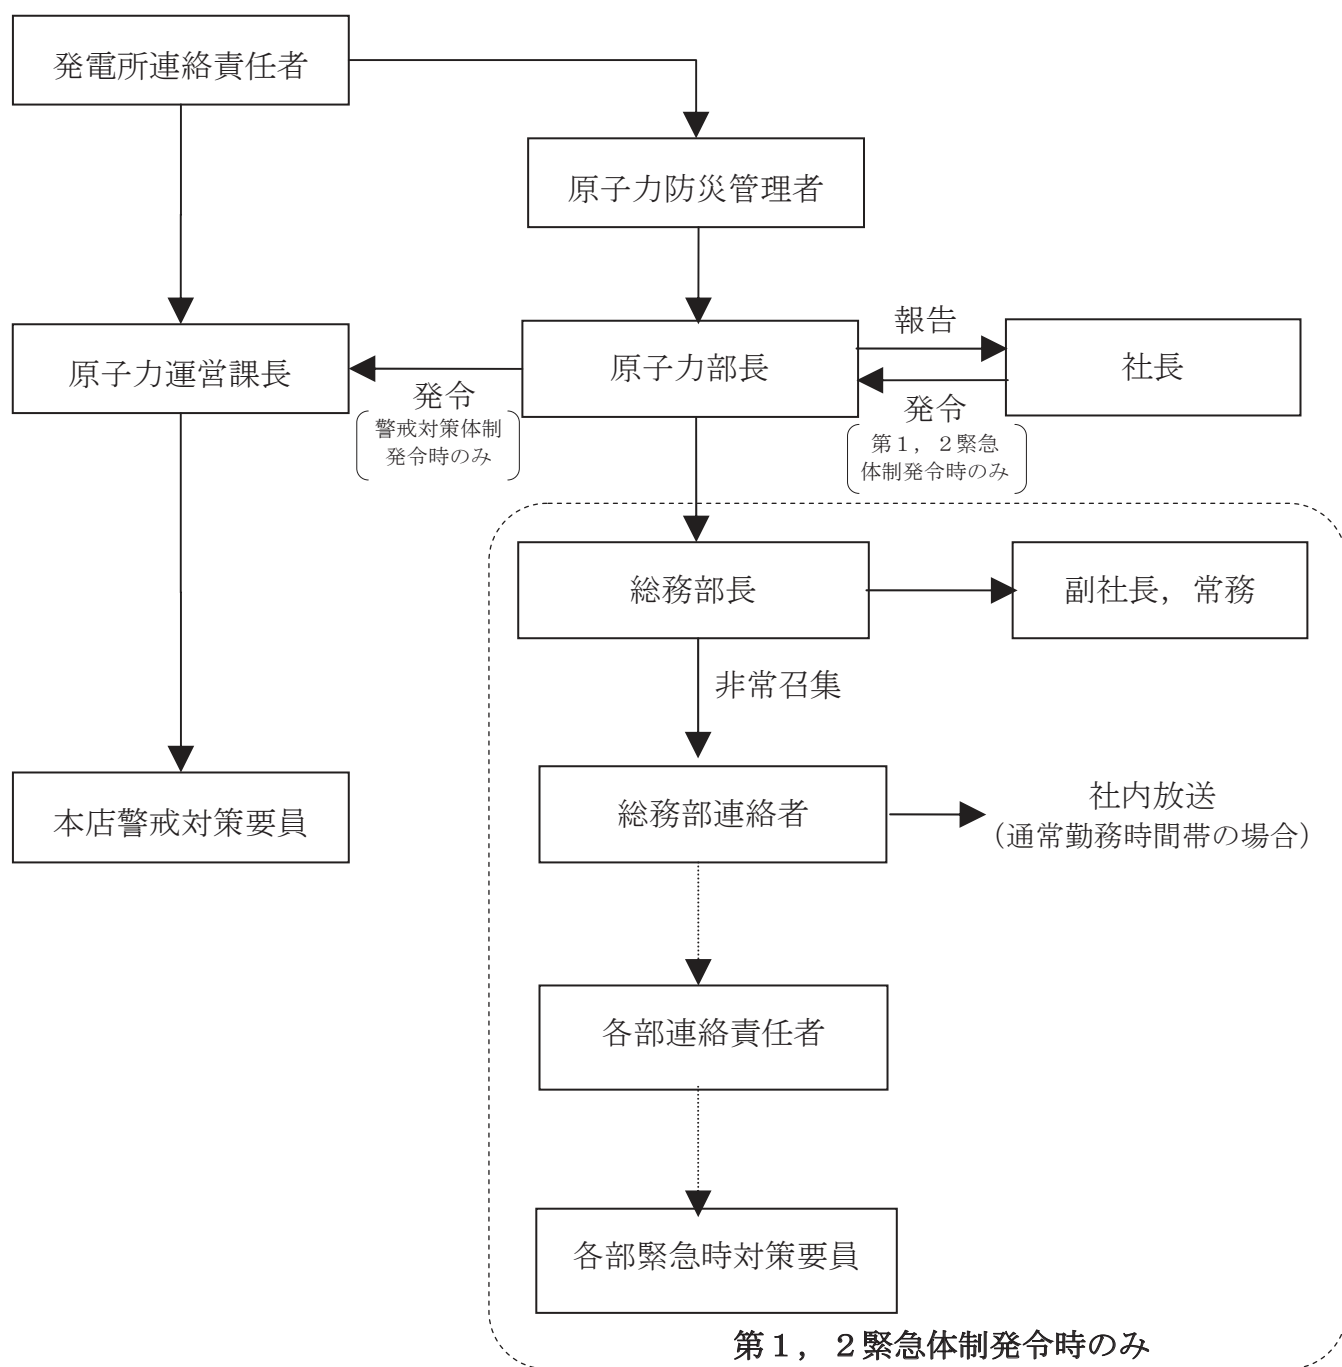 発電所連絡責任者
原子力防災管理者
原子力運営課長
原子力部長
報告
社長
発令
警戒対策体制
発令時のみ
発令
第１，２緊急
体制発令時のみ
総務部長
副社長，常務
非常召集
本店警戒対策要員
総務部連絡者
社内放送
（通常勤務時間帯の場合）
各部連絡責任者
各部緊急時対策要員
第１，２緊急体制発令時のみ